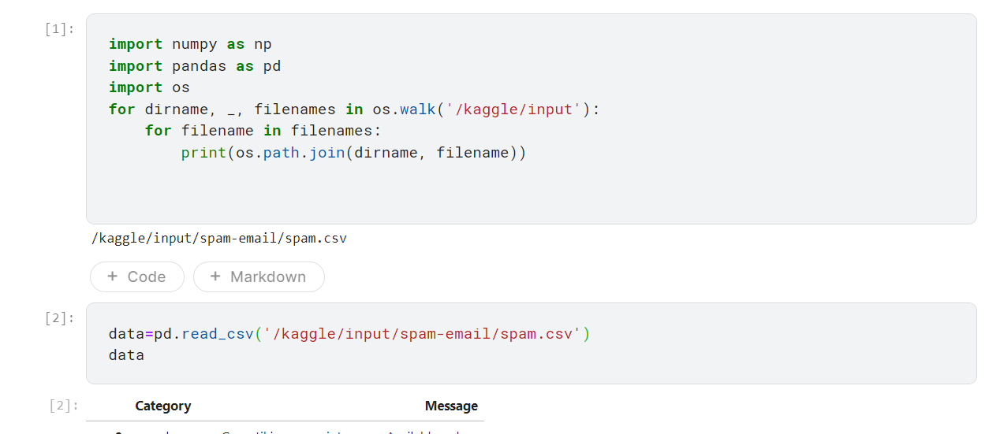 [1]:
import numpy as np
import pandas as pd
import os
for dirname, _, filenames in os.walk('/kaggle/input'):
    for filename in filenames:
        print(os.path.join(dirname, filename))
/kaggle/input/spam-email/spam.csv
+ Code + Markdown
[2]:
data=pd.read_csv('/kaggle/input/spam-email/spam.csv')
data
[2]:
Category Message